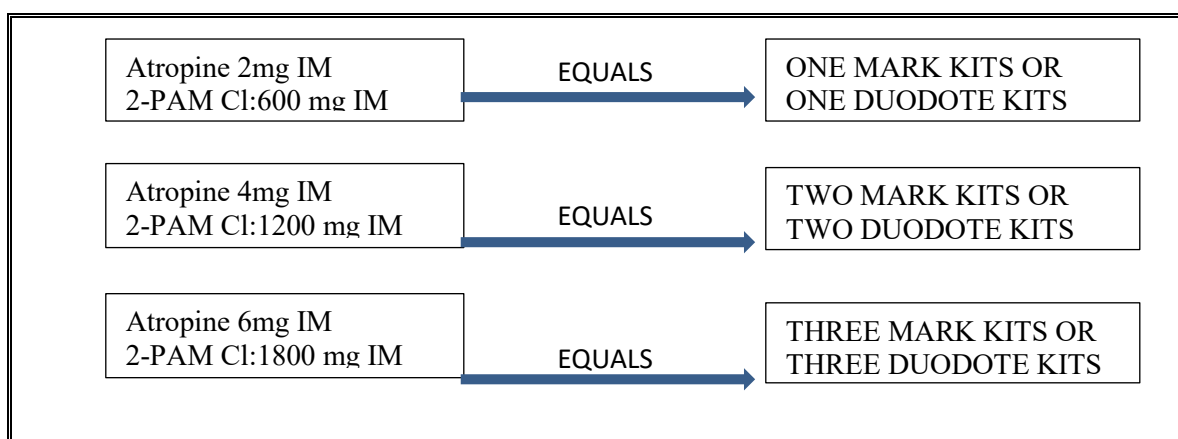 Atropine 2mg IM
2-PAM Cl:600 mg IM
EQUALS
ONE MARK KITS OR
ONE DUODOTE KITS
Atropine 4mg IM
2-PAM Cl:1200 mg IM
EQUALS
TWO MARK KITS OR
TWO DUODOTE KITS
Atropine 6mg IM
2-PAM Cl:1800 mg IM
EQUALS
THREE MARK KITS OR
THREE DUODOTE KITS